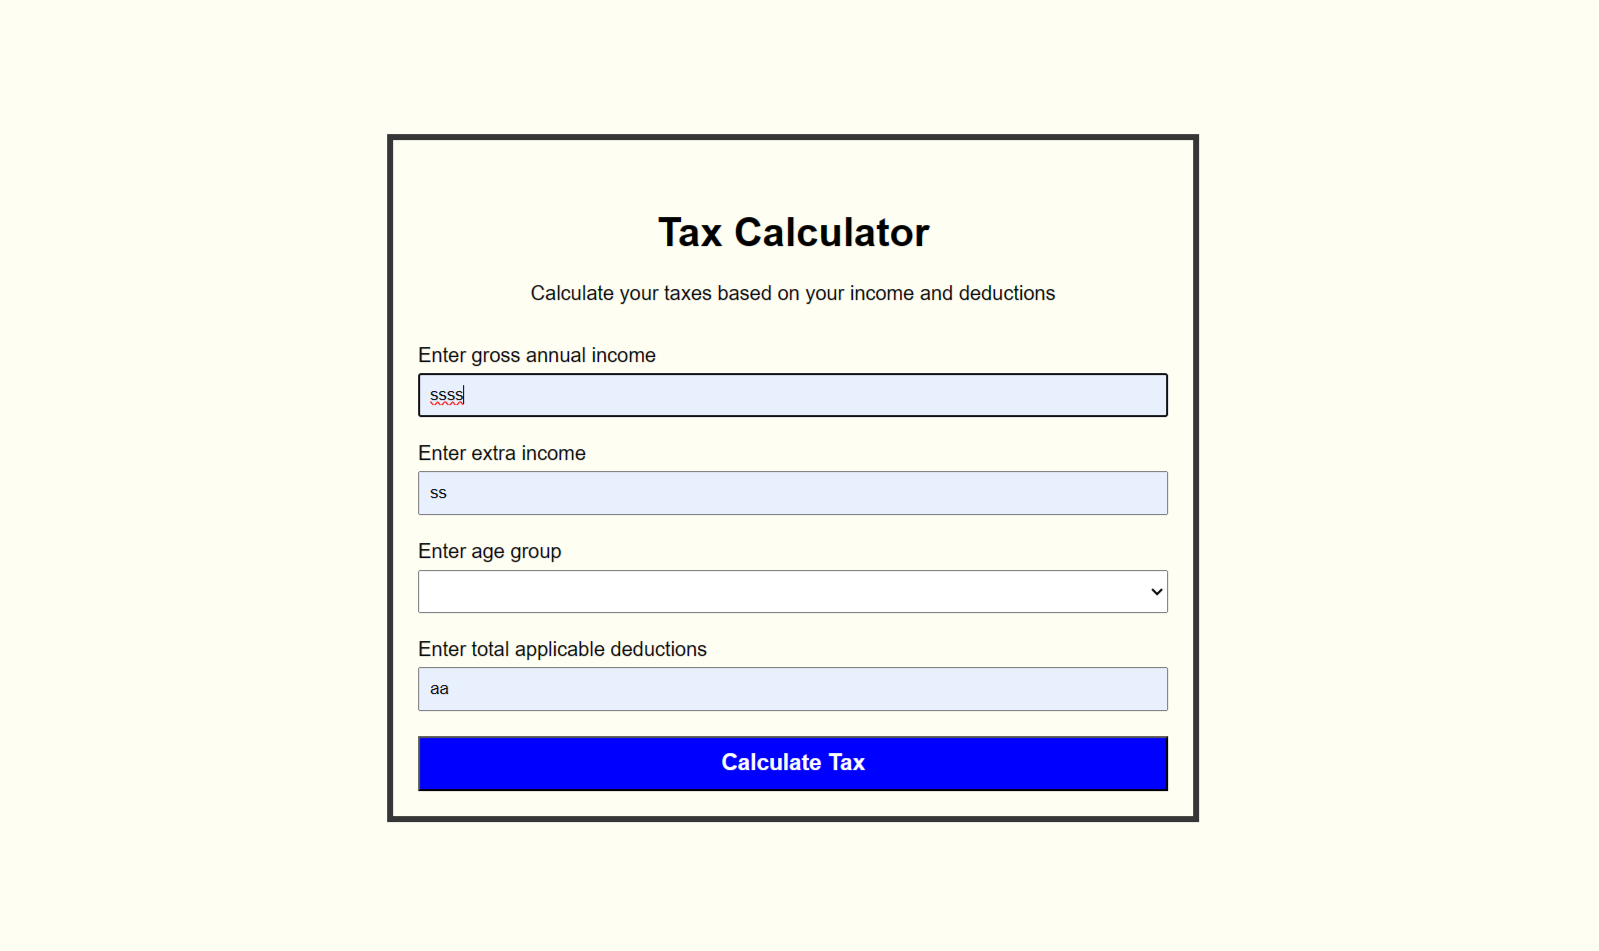 Tax Calculator
Calculate your taxes based on your income and deductions
Enter gross annual income
ssss
Enter extra income
ss
Enter age group
Enter total applicable deductions
aa
Calculate Tax